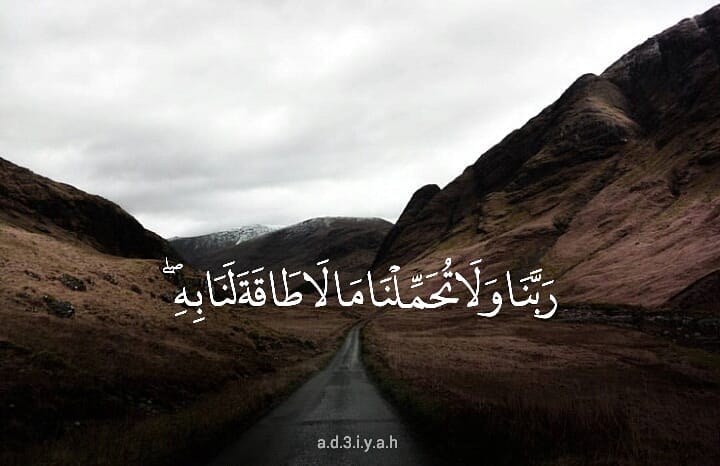 رَبَّنَا وَلَا تُحَمِّلْنَا مَا لَا طَاقَةَ لَنَا بِهِۦۖ
a.d.3.i.y.a.h